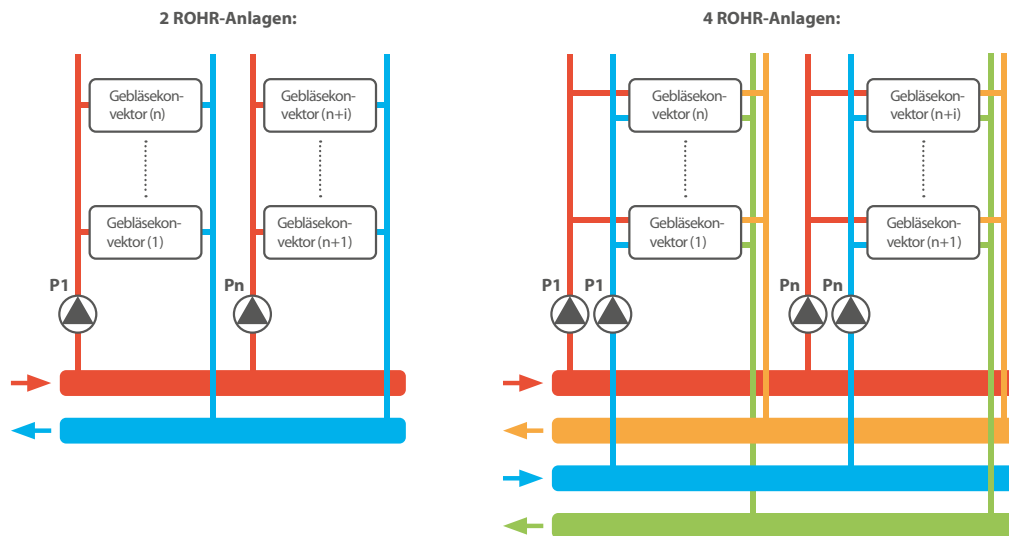 2 ROHR-Anlagen:
Gebläsekon-
vektor (n)
Gebläsekon-
vektor (n+i)
Gebläsekon-
vektor (1)
Gebläsekon-
vektor (n+1)
P1
Pn
4 ROHR-Anlagen:
Gebläsekon-
vektor (n)
Gebläsekon-
vektor (n+i)
Gebläsekon-
vektor (1)
Gebläsekon-
vektor (n+1)
P1
P1
Pn
Pn